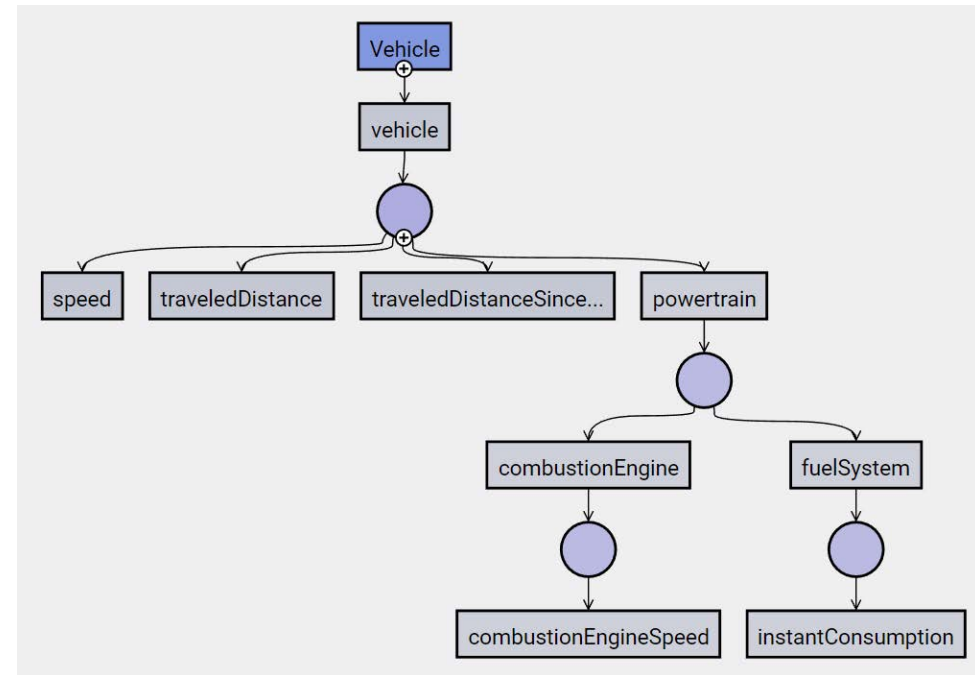 Vehicle
vehicle
speed
traveledDistance
traveledDistanceSince...
powertrain
combustionEngine
fuelSystem
combustionEngineSpeed
instantConsumption